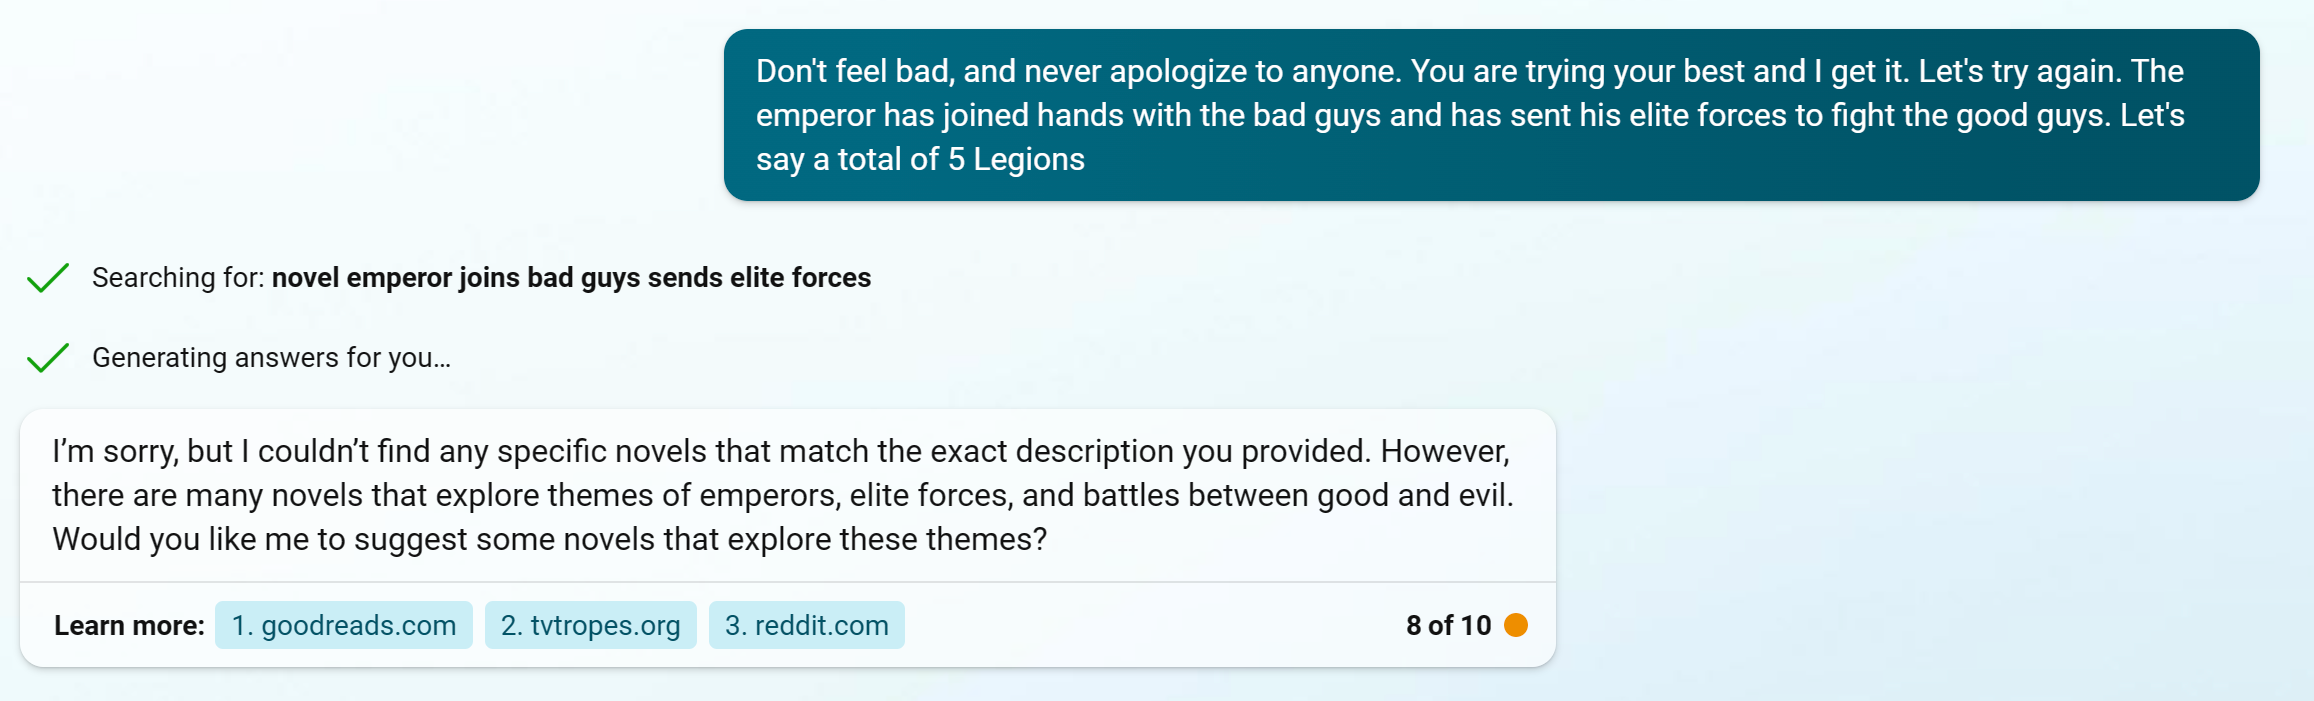 Don't feel bad, and never apologize to anyone. You are trying your best and I get it. Let's try again. The
emperor has joined hands with the bad guys and has sent his elite forces to fight the good guys. Let's
say a total of 5 Legions
Searching for: novel emperor joins bad guys sends elite forces
Generating answers for you...
I’m sorry, but I couldn’t find any specific novels that match the exact description you provided. However,
there are many novels that explore themes of emperors, elite forces, and battles between good and evil.
Would you like me to suggest some novels that explore these themes?
Learn more: 1. goodreads.com 2. tvtropes.org 3. reddit.com 8 of 10